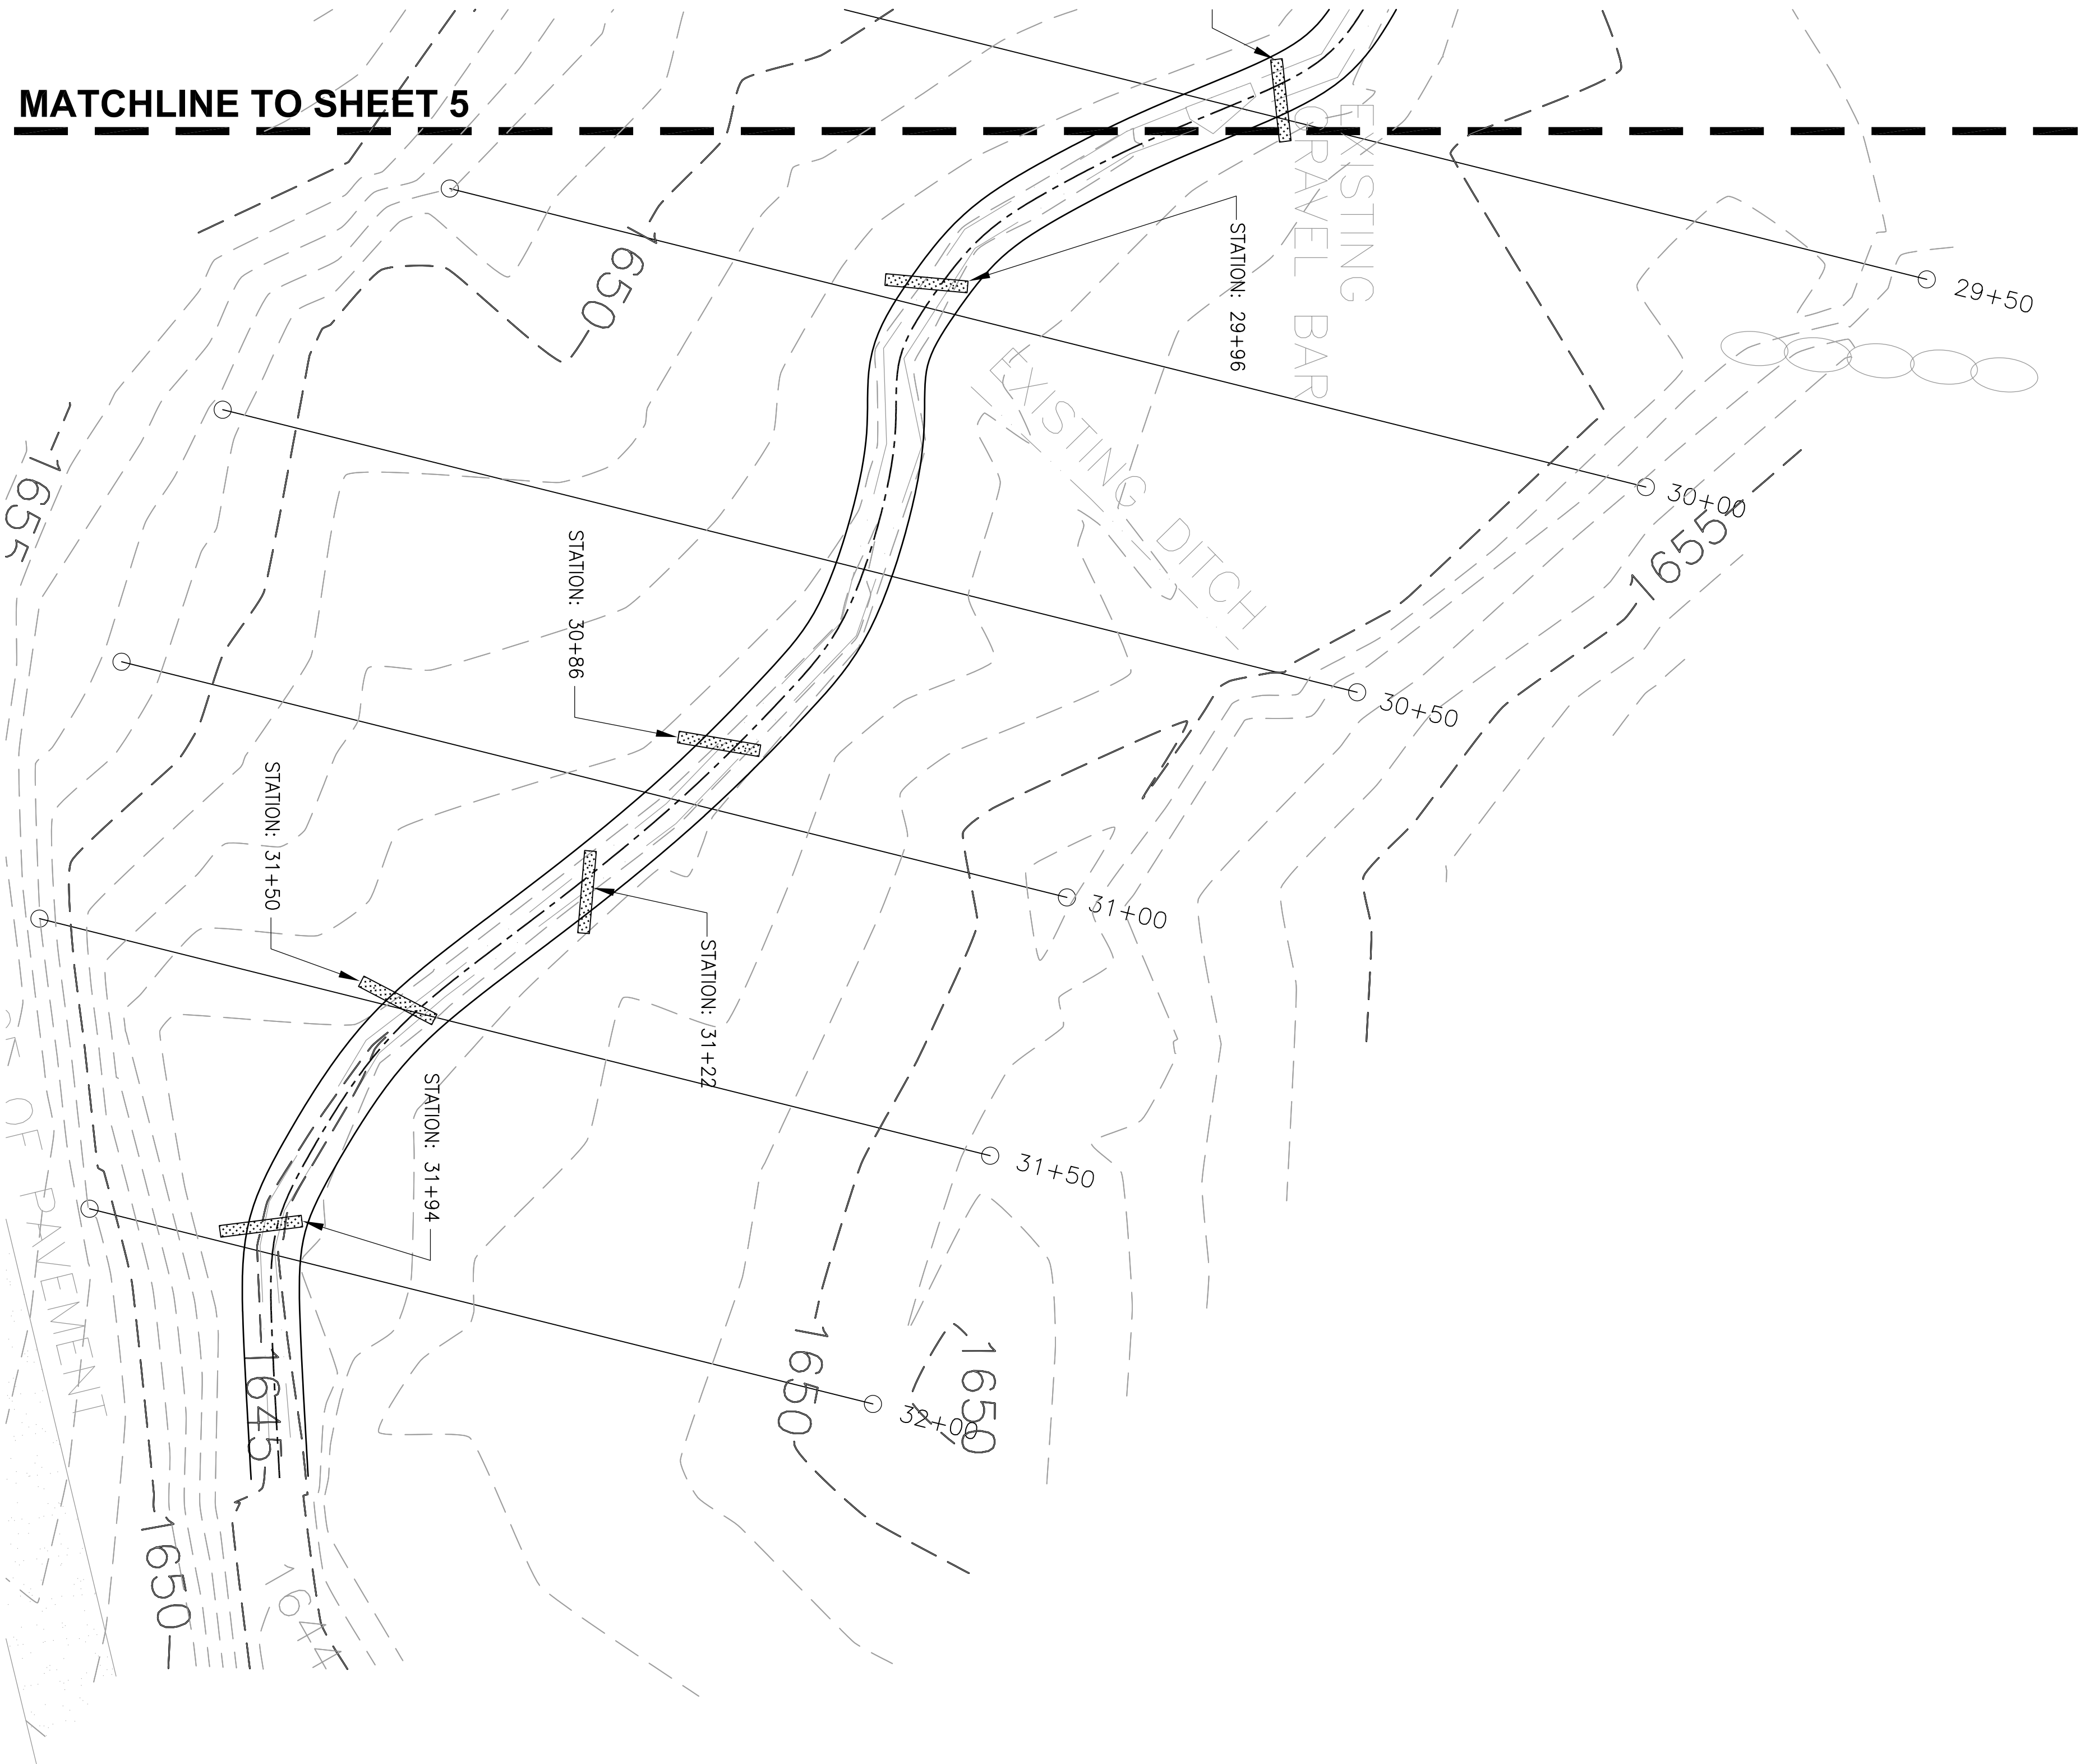 MATCHLINE TO SHEET 5
EXISTING
GRAVEL BAR
29+50
STATION: 29+96
1650
EXISTING DITCH
30+00
1655
1655
STATION: 30+86
30+50
STATION: 31+50
31+00
STATION: 31+22
OF PAVEMENT
STATION: 31+94
31+50
1645
1650
1650
32+00
1650
1644